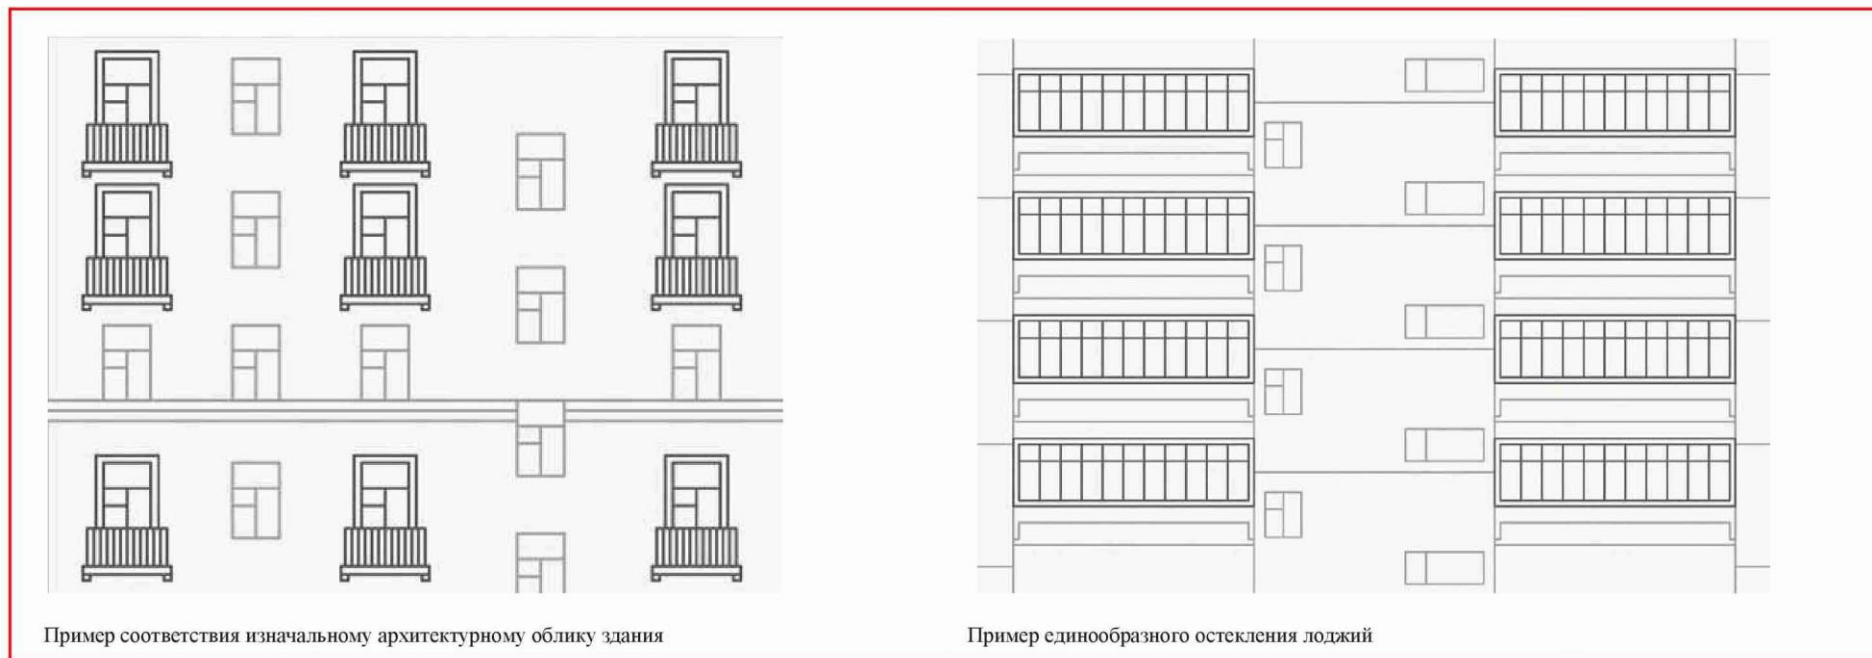 Пример соответствия изначальному архитектурному облику здания
Пример единообразного остекления лоджий